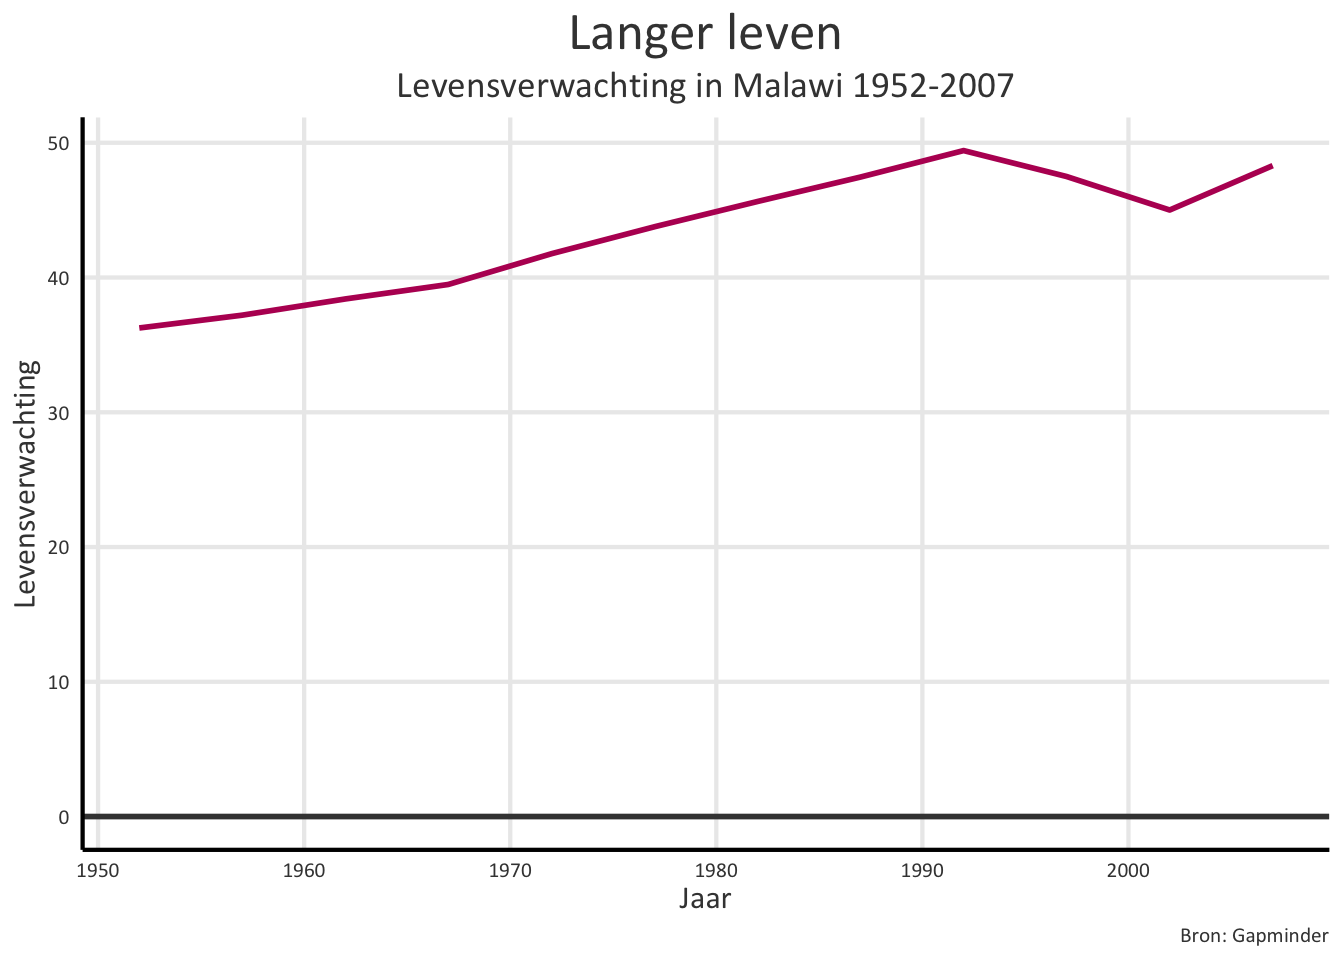 Langer leven
Levensverwachting in Malawi 1952-2007
Levensverwachting
50
40
30
20
10
0
1950 1960 1970 1980 1990 2000
Jaar
Bron: Gapminder